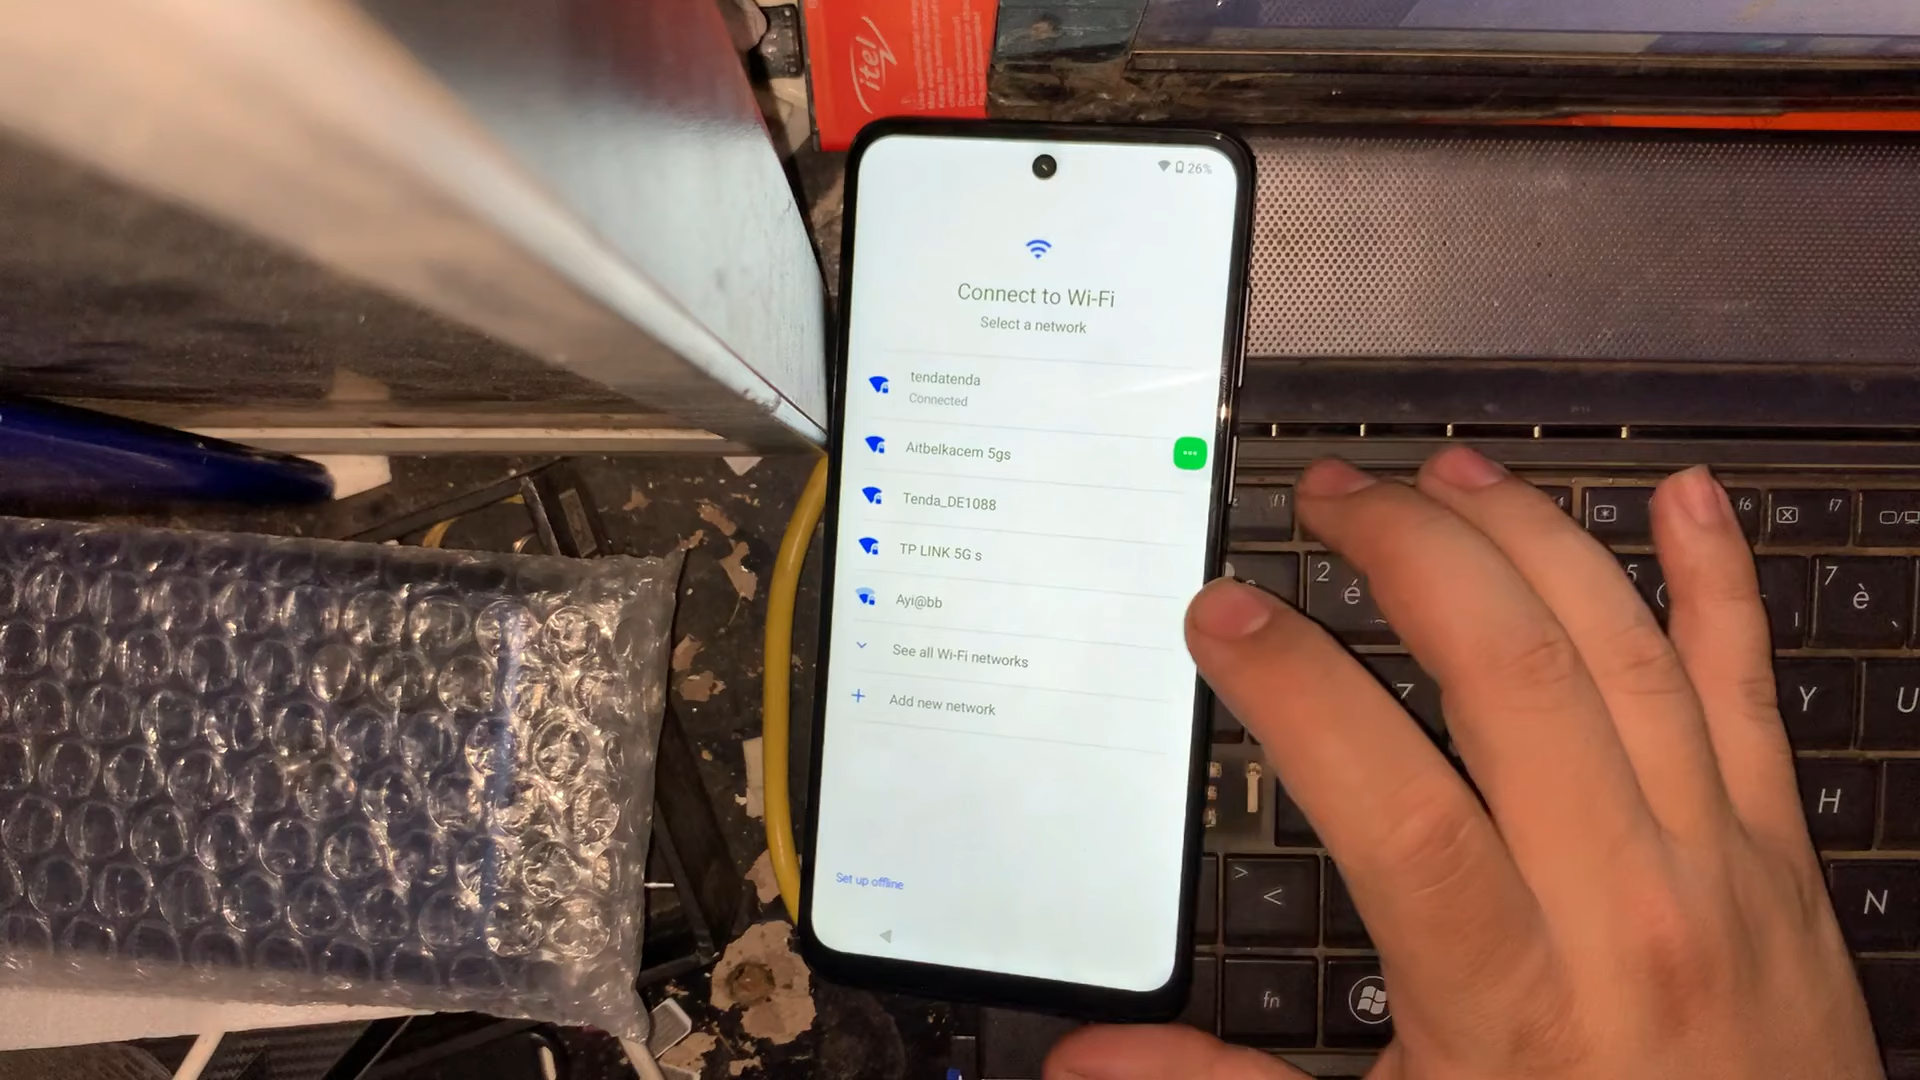 itel
26%
Connect to Wi-Fi
Select a network
tendatenda
Connected
Aitbelkacem 5gs
Tenda_DE1088
TP LINK 5G s
Ayi@bb
See all Wi-Fi networks
Add new network
Set up offline
f6
f7
2
é
5
7
è
Z
Y
U
H
>
<
N
fn